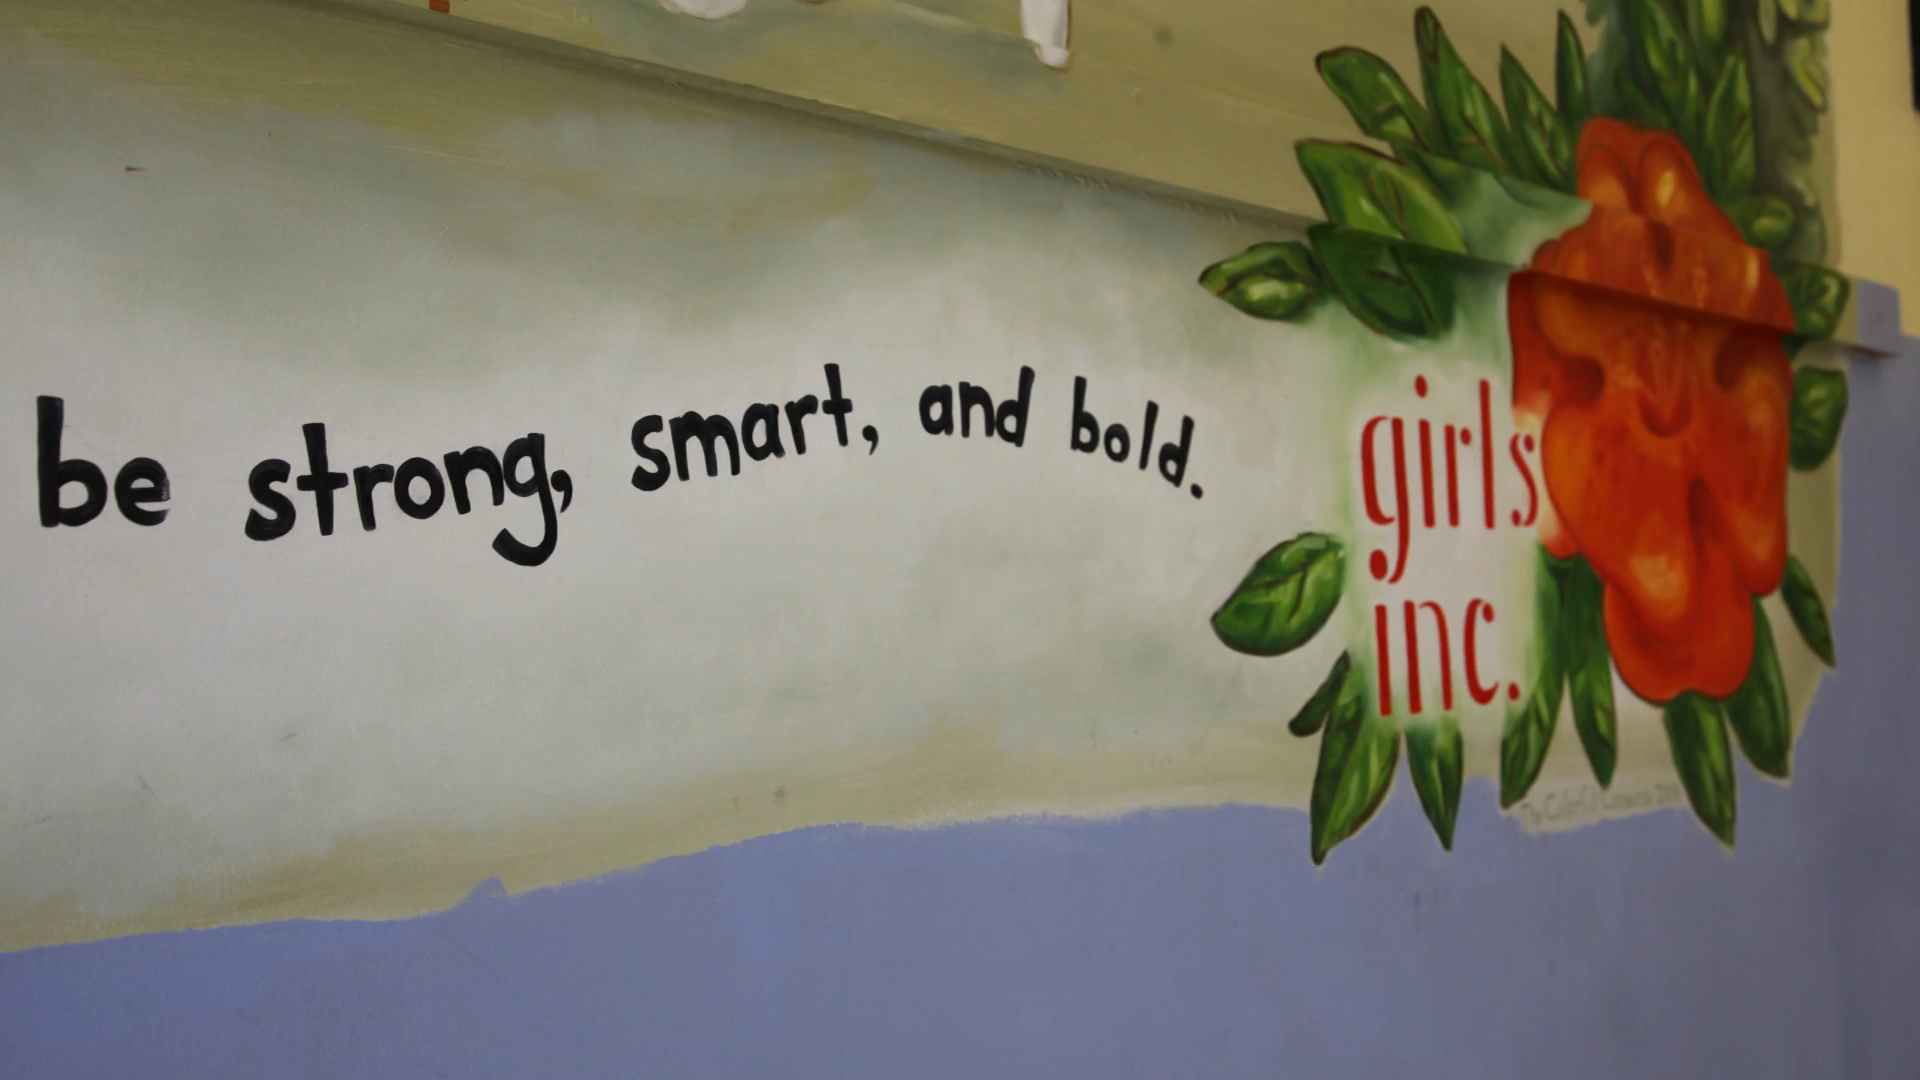 be strong, smart, and bold.
girls
inc.